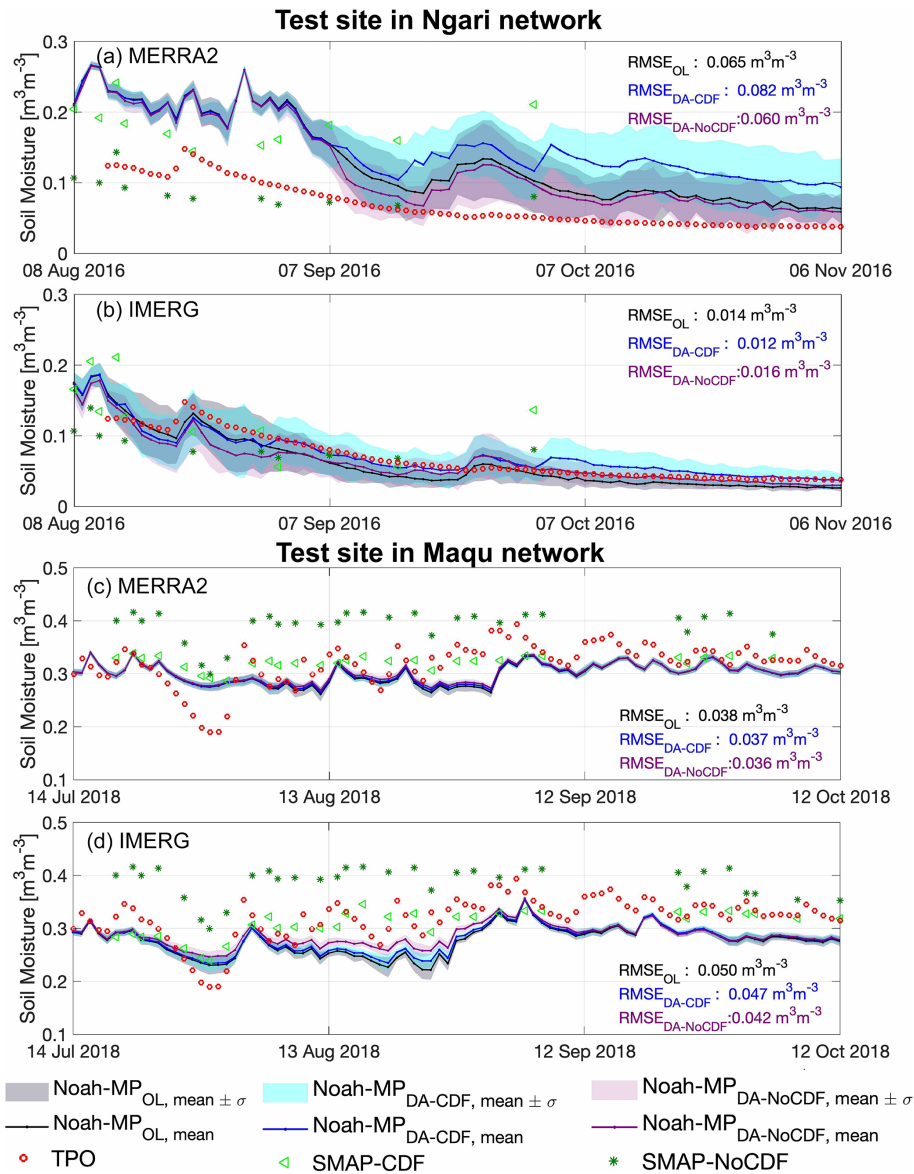 Test site in Ngari network
(a) MERRA2
RMSE_OL : 0.065 m³m⁻³
RMSE_DA-CDF : 0.082 m³m⁻³
RMSE_DA-NoCDF:0.060 m³m⁻³
Soil Moisture [m³m⁻³]
0.3
0.2
0.1
0
08 Aug 2016 07 Sep 2016 07 Oct 2016 06 Nov 2016
(b) IMERG
RMSE_OL : 0.014 m³m⁻³
RMSE_DA-CDF : 0.012 m³m⁻³
RMSE_DA-NoCDF:0.016 m³m⁻³
Soil Moisture [m³m⁻³]
0.3
0.2
0.1
0
08 Aug 2016 07 Sep 2016 07 Oct 2016 06 Nov 2016
Test site in Maqu network
(c) MERRA2
RMSE_OL : 0.038 m³m⁻³
RMSE_DA-CDF : 0.037 m³m⁻³
RMSE_DA-NoCDF:0.036 m³m⁻³
Soil Moisture [m³m⁻³]
0.5
0.4
0.3
0.2
0.1
14 Jul 2018 13 Aug 2018 12 Sep 2018 12 Oct 2018
(d) IMERG
RMSE_OL : 0.050 m³m⁻³
RMSE_DA-CDF : 0.047 m³m⁻³
RMSE_DA-NoCDF:0.042 m³m⁻³
Soil Moisture [m³m⁻³]
0.5
0.4
0.3
0.2
0.1
14 Jul 2018 13 Aug 2018 12 Sep 2018 12 Oct 2018
Noah-MP_OL, mean ± σ Noah-MP_DA-CDF, mean ± σ Noah-MP_DA-NoCDF, mean ± σ
Noah-MP_OL, mean Noah-MP_DA-CDF, mean Noah-MP_DA-NoCDF, mean
TPO SMAP-CDF SMAP-NoCDF